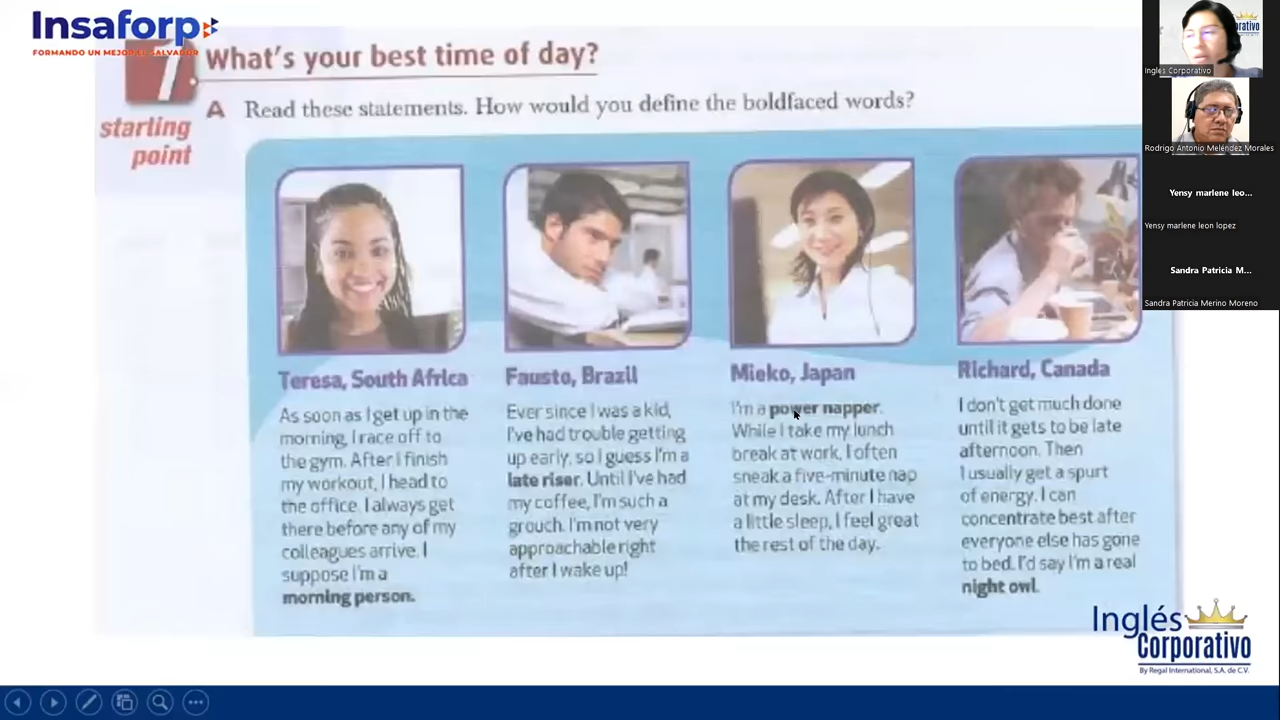 Insaforp
FORMANDO UN MEJOR EL SALVADOR
1
starting
point
What's your best time of day?
A Read these statements. How would you define the boldfaced words?
Teresa, South Africa
As soon as I get up in the
morning, I race off to
the gym. After I finish
my workout, I head to
the office. I always get
there before any of my
colleagues arrive. I
suppose I'm a
morning person.
Fausto, Brazil
Ever since I was a kid,
I've had trouble getting
up early, so I guess I'm a
late riser. Until I've had
my coffee, I'm such a
grouch. I'm not very
approachable right
after I wake up!
Mieko, Japan
I'm a power napper.
While I take my lunch
break at work, I often
sneak a five-minute nap
at my desk. After I have
a little sleep, I feel great
the rest of the day.
Richard, Canada
I don't get much done
until it gets to be late
afternoon. Then
I usually get a spurt
of energy. I can
concentrate best after
everyone else has gone
to bed. I'd say I'm a real
night owl.
Inglés Corporativo
Rodrigo Antonio Meléndez Morales
Yensy marlene leo...
Yensy marlene leon lopez
Sandra Patricia M...
Sandra Patricia Merino Moreno
Inglés
Corporativo
By Regal International, S.A. de C.V.